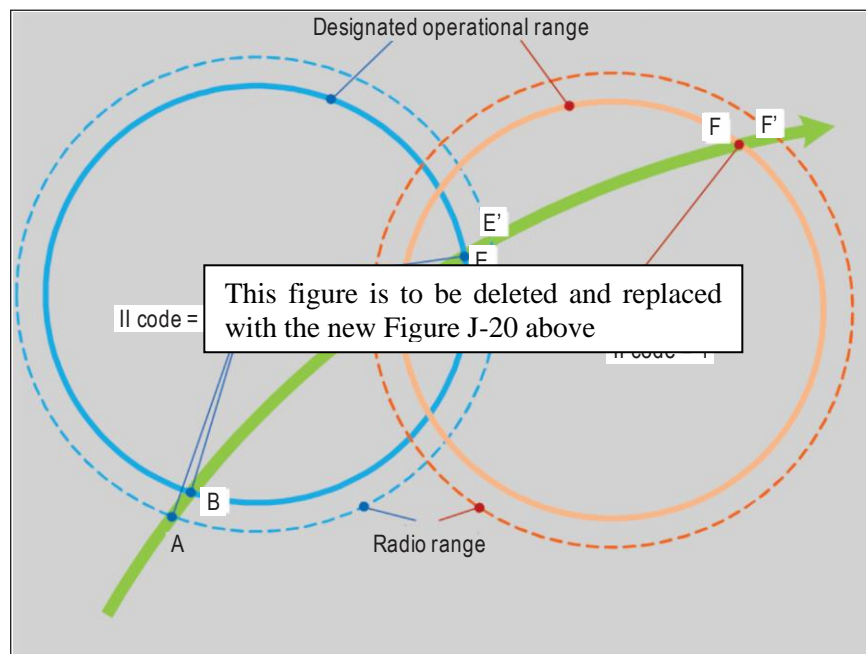 Designated operational range
F F’
E’
E
This figure is to be deleted and replaced
with the new Figure J-20 above
II code =
B
A
Radio range